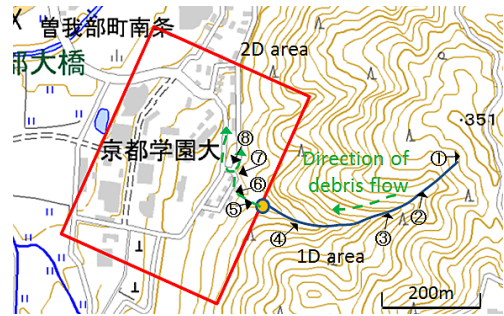 曽我部町南条
部大橋
2D area
・351
京都学園大
⑧
⑦
⑥
⑤
Direction of
debris flow
①
②
③
④
1D area
200m